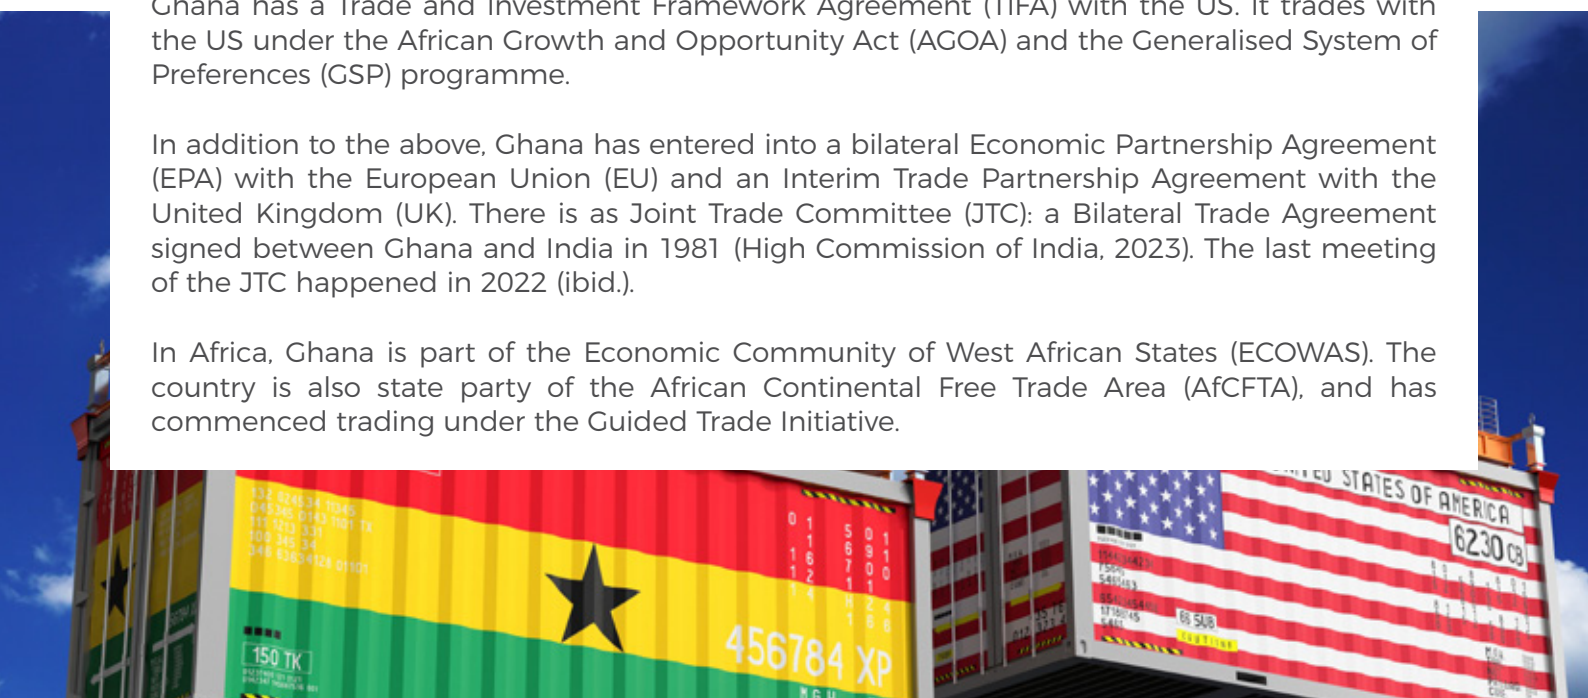 Ghana has a Trade and Investment Framework Agreement (TIFA) with the US. It trades with
the US under the African Growth and Opportunity Act (AGOA) and the Generalised System of
Preferences (GSP) programme.
In addition to the above, Ghana has entered into a bilateral Economic Partnership Agreement
(EPA) with the European Union (EU) and an Interim Trade Partnership Agreement with the
United Kingdom (UK). There is as Joint Trade Committee (JTC): a Bilateral Trade Agreement
signed between Ghana and India in 1981 (High Commission of India, 2023). The last meeting
of the JTC happened in 2022 (ibid.).
In Africa, Ghana is part of the Economic Community of West African States (ECOWAS). The
country is also state party of the African Continental Free Trade Area (AfCFTA), and has
commenced trading under the Guided Trade Initiative.
STATES OF AMERICA
6230 CB
66 SUB
caution
456784 XP
150 TK